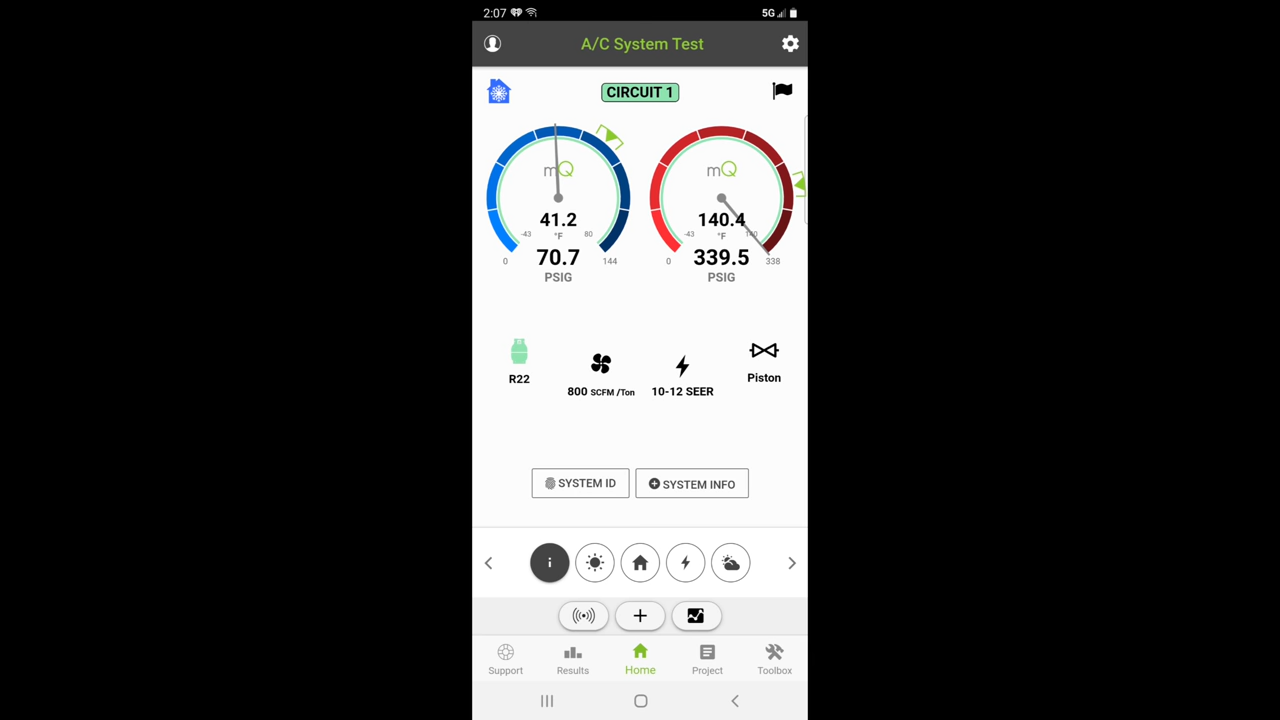 2:07
5G
A/C System Test
CIRCUIT 1
mQ
41.2
-43 °F 80
70.7
0 144
PSIG
mQ
140.4
-43 °F 140
339.5
0 338
PSIG
R22
800 SCFM /Ton
10-12 SEER
Piston
SYSTEM ID
SYSTEM INFO
i
Support
Results
Home
Project
Toolbox